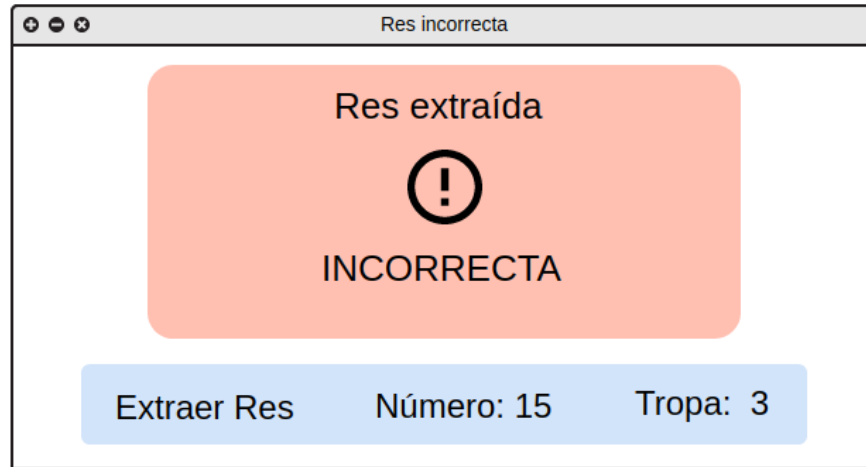 Res incorrecta
Res extraída
INCORRECTA
Extraer Res Número: 15 Tropa: 3